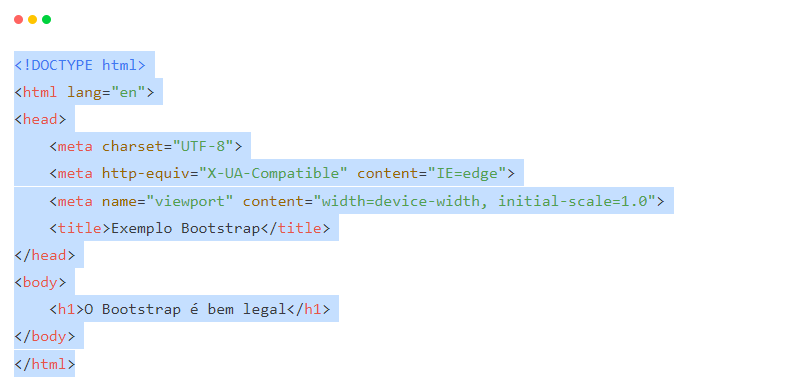 <!DOCTYPE html>
<html lang="en">
<head>
    <meta charset="UTF-8">
    <meta http-equiv="X-UA-Compatible" content="IE=edge">
    <meta name="viewport" content="width=device-width, initial-scale=1.0">
    <title>Exemplo Bootstrap</title>
</head>
<body>
    <h1>O Bootstrap é bem legal</h1>
</body>
</html>